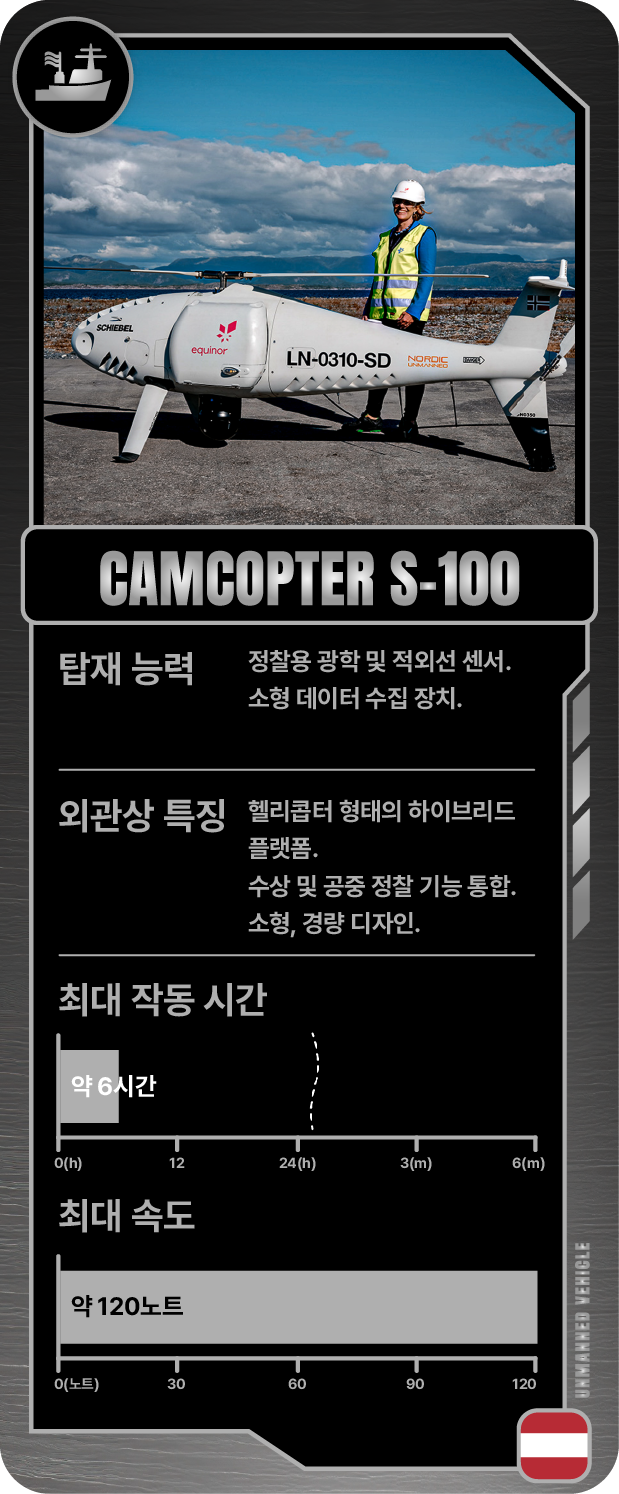 SCHIEBEL
equinor
LN-0310-SD
NORDIC
UNMANNED
DANGER
CAMCOPTER S-100
탑재 능력
정찰용 광학 및 적외선 센서.
소형 데이터 수집 장치.
외관상 특징
헬리콥터 형태의 하이브리드
플랫폼.
수상 및 공중 정찰 기능 통합.
소형, 경량 디자인.
최대 작동 시간
약 6시간
0(h) 12 24(h) 3(m) 6(m)
최대 속도
약 120노트
0(노트) 30 60 90 120
UNMANNED VEHICLE